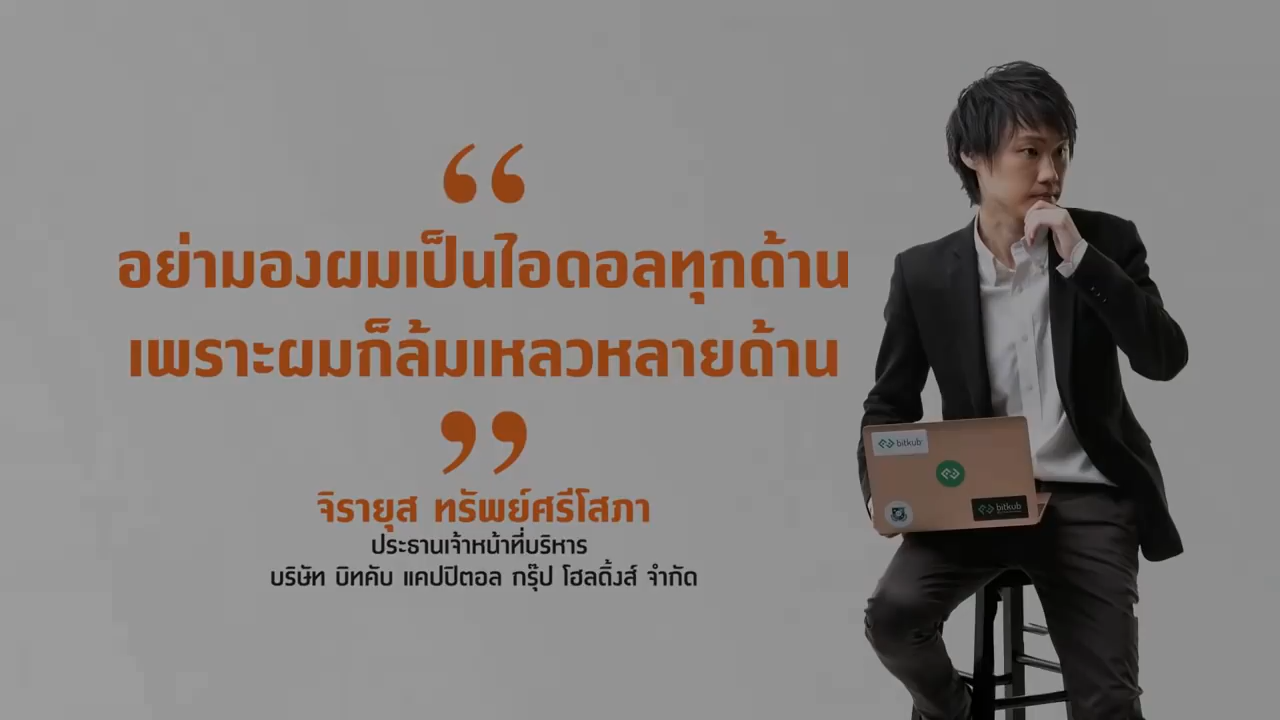 “
อย่ามองผมเป็นไอดอลทุกด้าน
เพราะผมก็ล้มเหลวหลายด้าน
”
จิรายุส ทรัพย์ศรีโสภา
ประธานเจ้าหน้าที่บริหาร
บริษัท บิทคับ แคปปิตอล กรุ๊ป โฮลดิ้งส์ จำกัด
bitkub
bitkub